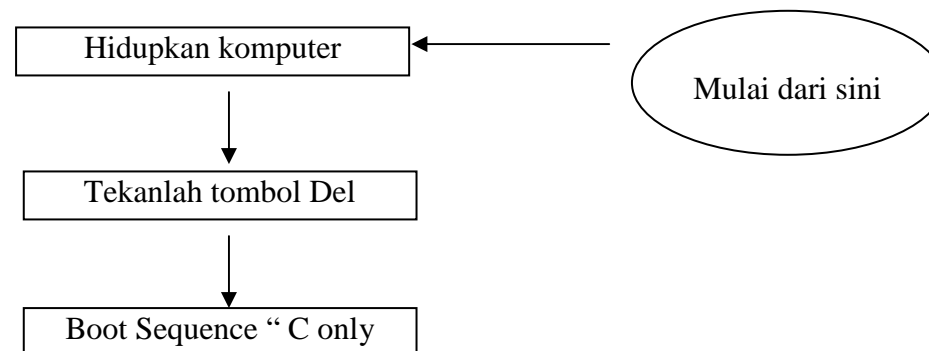 Hidupkan komputer
Mulai dari sini
Tekanlah tombol Del
Boot Sequence “ C only